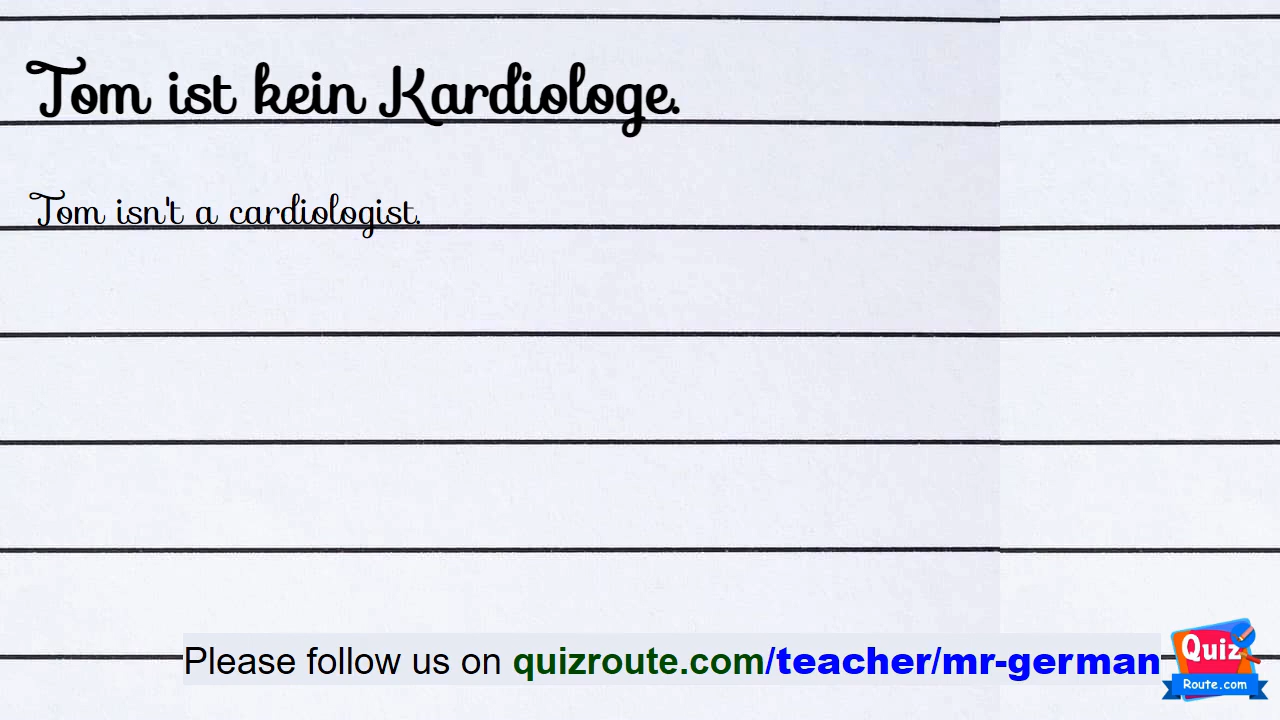 Tom ist kein Kardiologe.
Tom isn't a cardiologist.
Please follow us on quizroute.com/teacher/mr-german
Quiz
Route.com